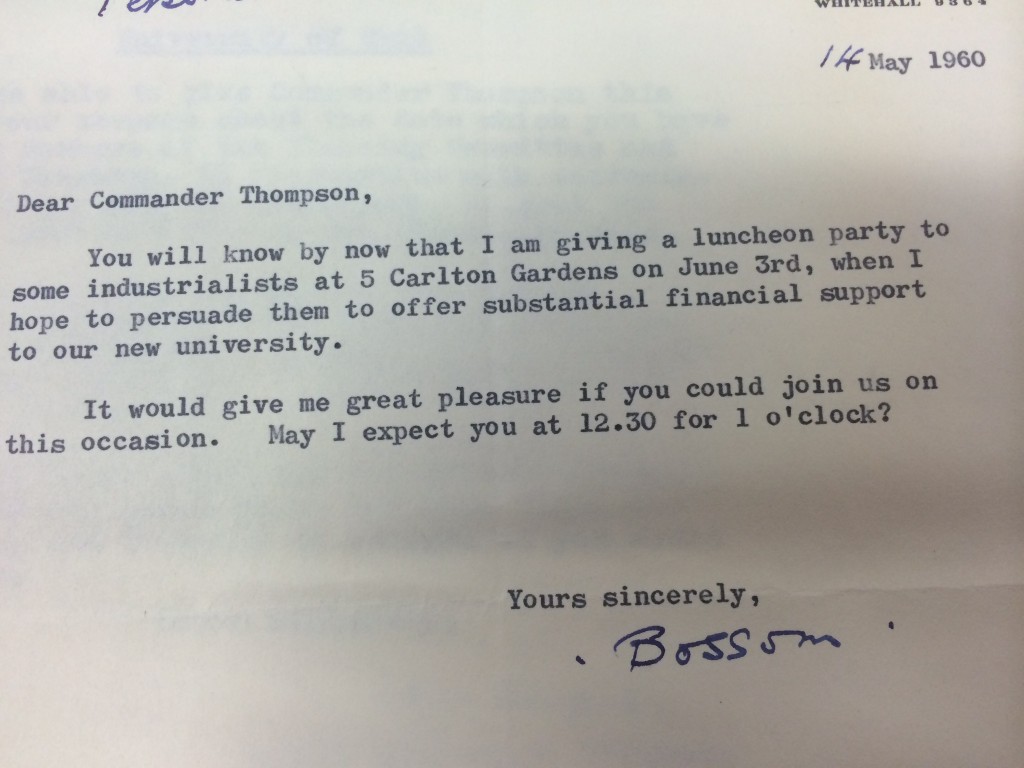 WHITEHALL
14 May 1960
Dear Commander Thompson,
You will know by now that I am giving a luncheon party to
some industrialists at 5 Carlton Gardens on June 3rd, when I
hope to persuade them to offer substantial financial support
to our new university.
It would give me great pleasure if you could join us on
this occasion. May I expect you at 12.30 for 1 o'clock?
Yours sincerely,
Bossom